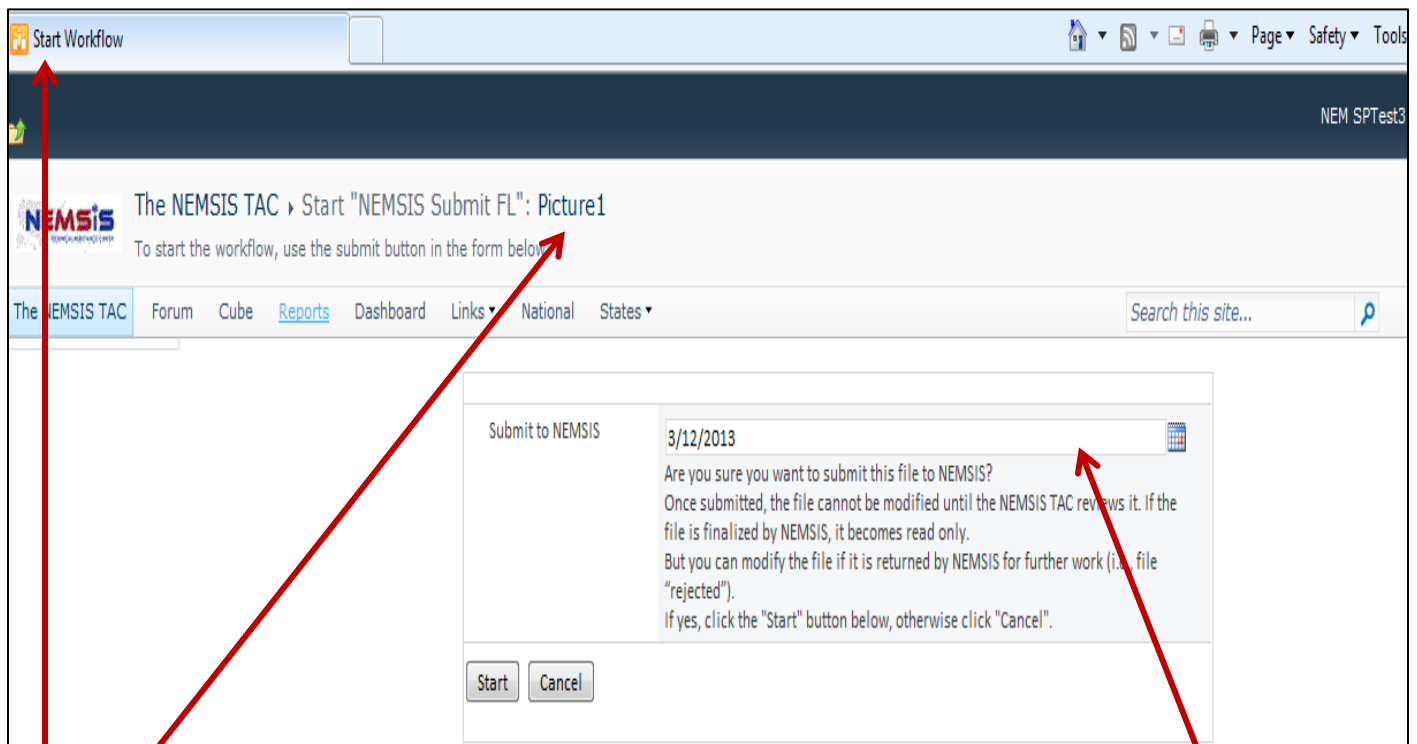 Start Workflow
Page Safety Tools
NEM SPTest3
NEMSIS
The NEMSIS TAC › Start "NEMSIS Submit FL": Picture1
To start the workflow, use the submit button in the form below
The NEMSIS TAC Forum Cube Reports Dashboard Links National States Search this site...
Submit to NEMSIS
3/12/2013
Are you sure you want to submit this file to NEMSIS?
Once submitted, the file cannot be modified until the NEMSIS TAC reviews it. If the
file is finalized by NEMSIS, it becomes read only.
But you can modify the file if it is returned by NEMSIS for further work (i.e., file
“rejected”).
If yes, click the "Start" button below, otherwise click "Cancel".
Start Cancel